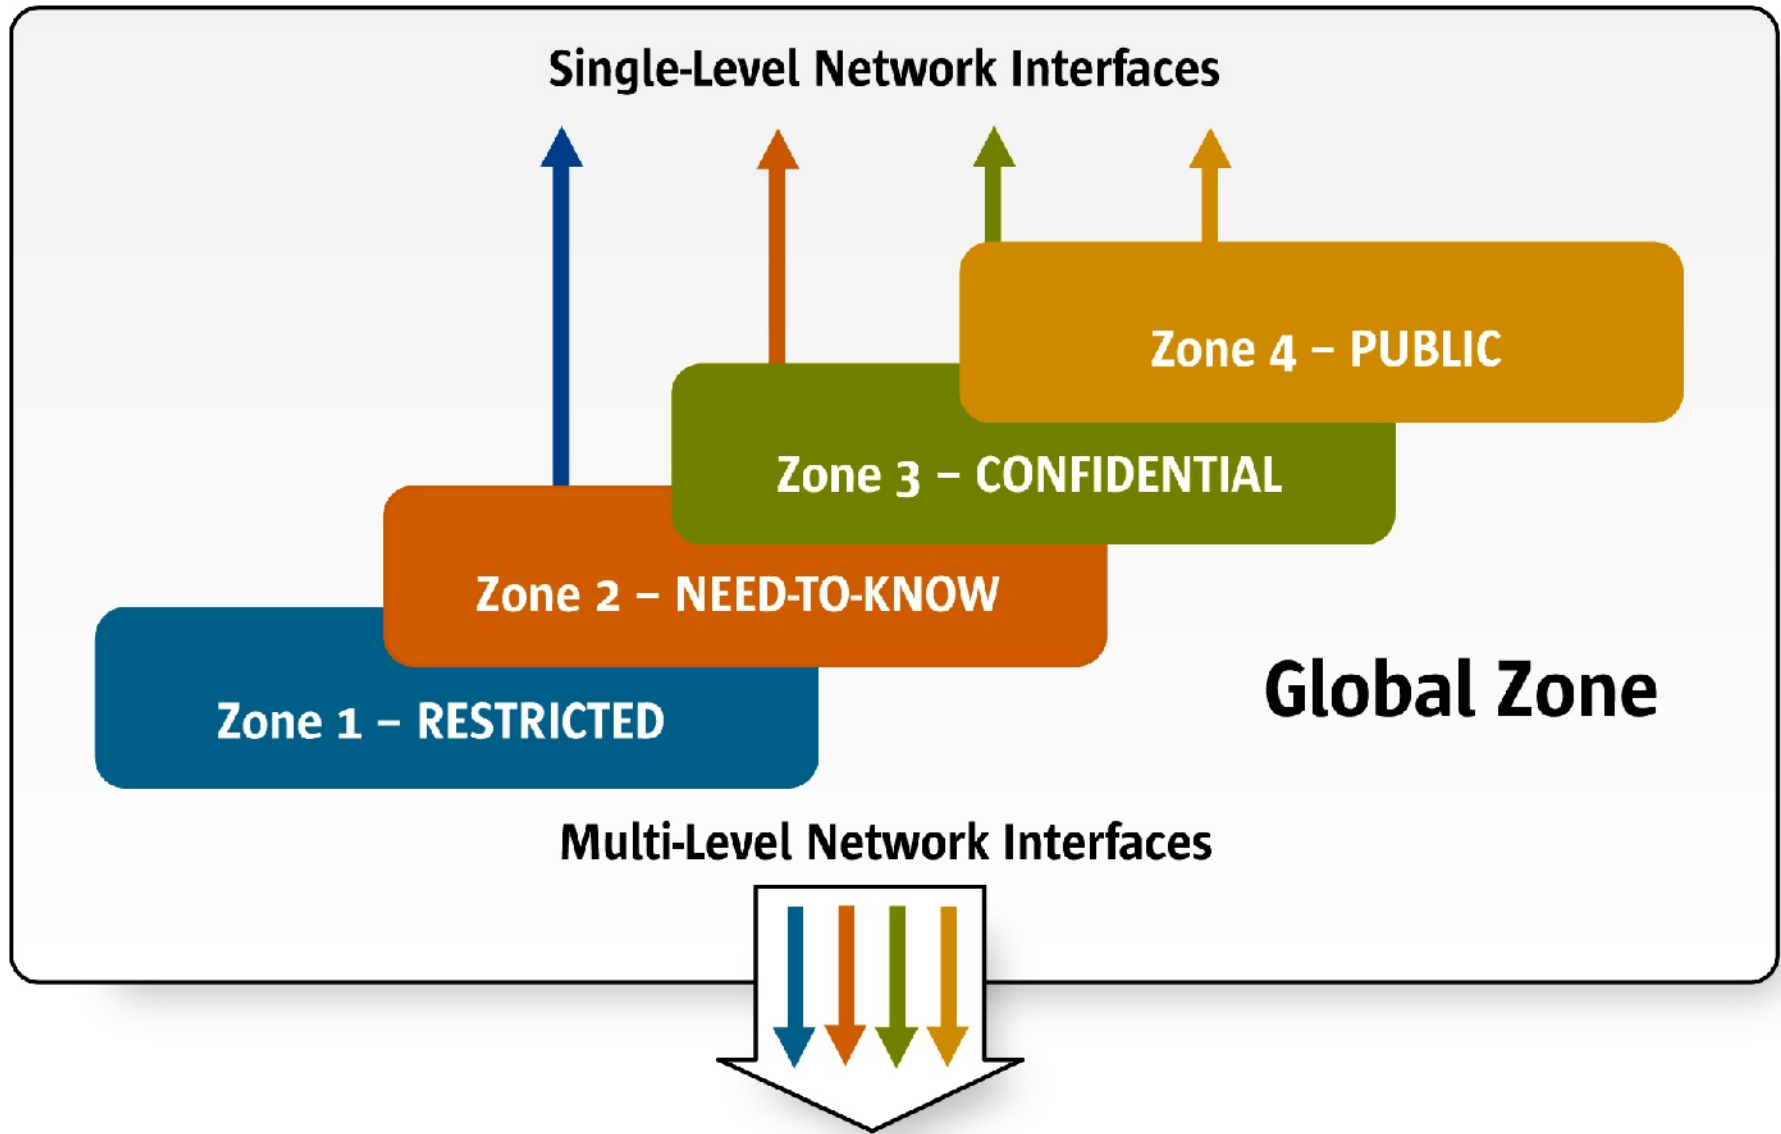 Single-Level Network Interfaces
Zone 4 – PUBLIC
Zone 3 – CONFIDENTIAL
Zone 2 – NEED-TO-KNOW
Zone 1 – RESTRICTED
Global Zone
Multi-Level Network Interfaces